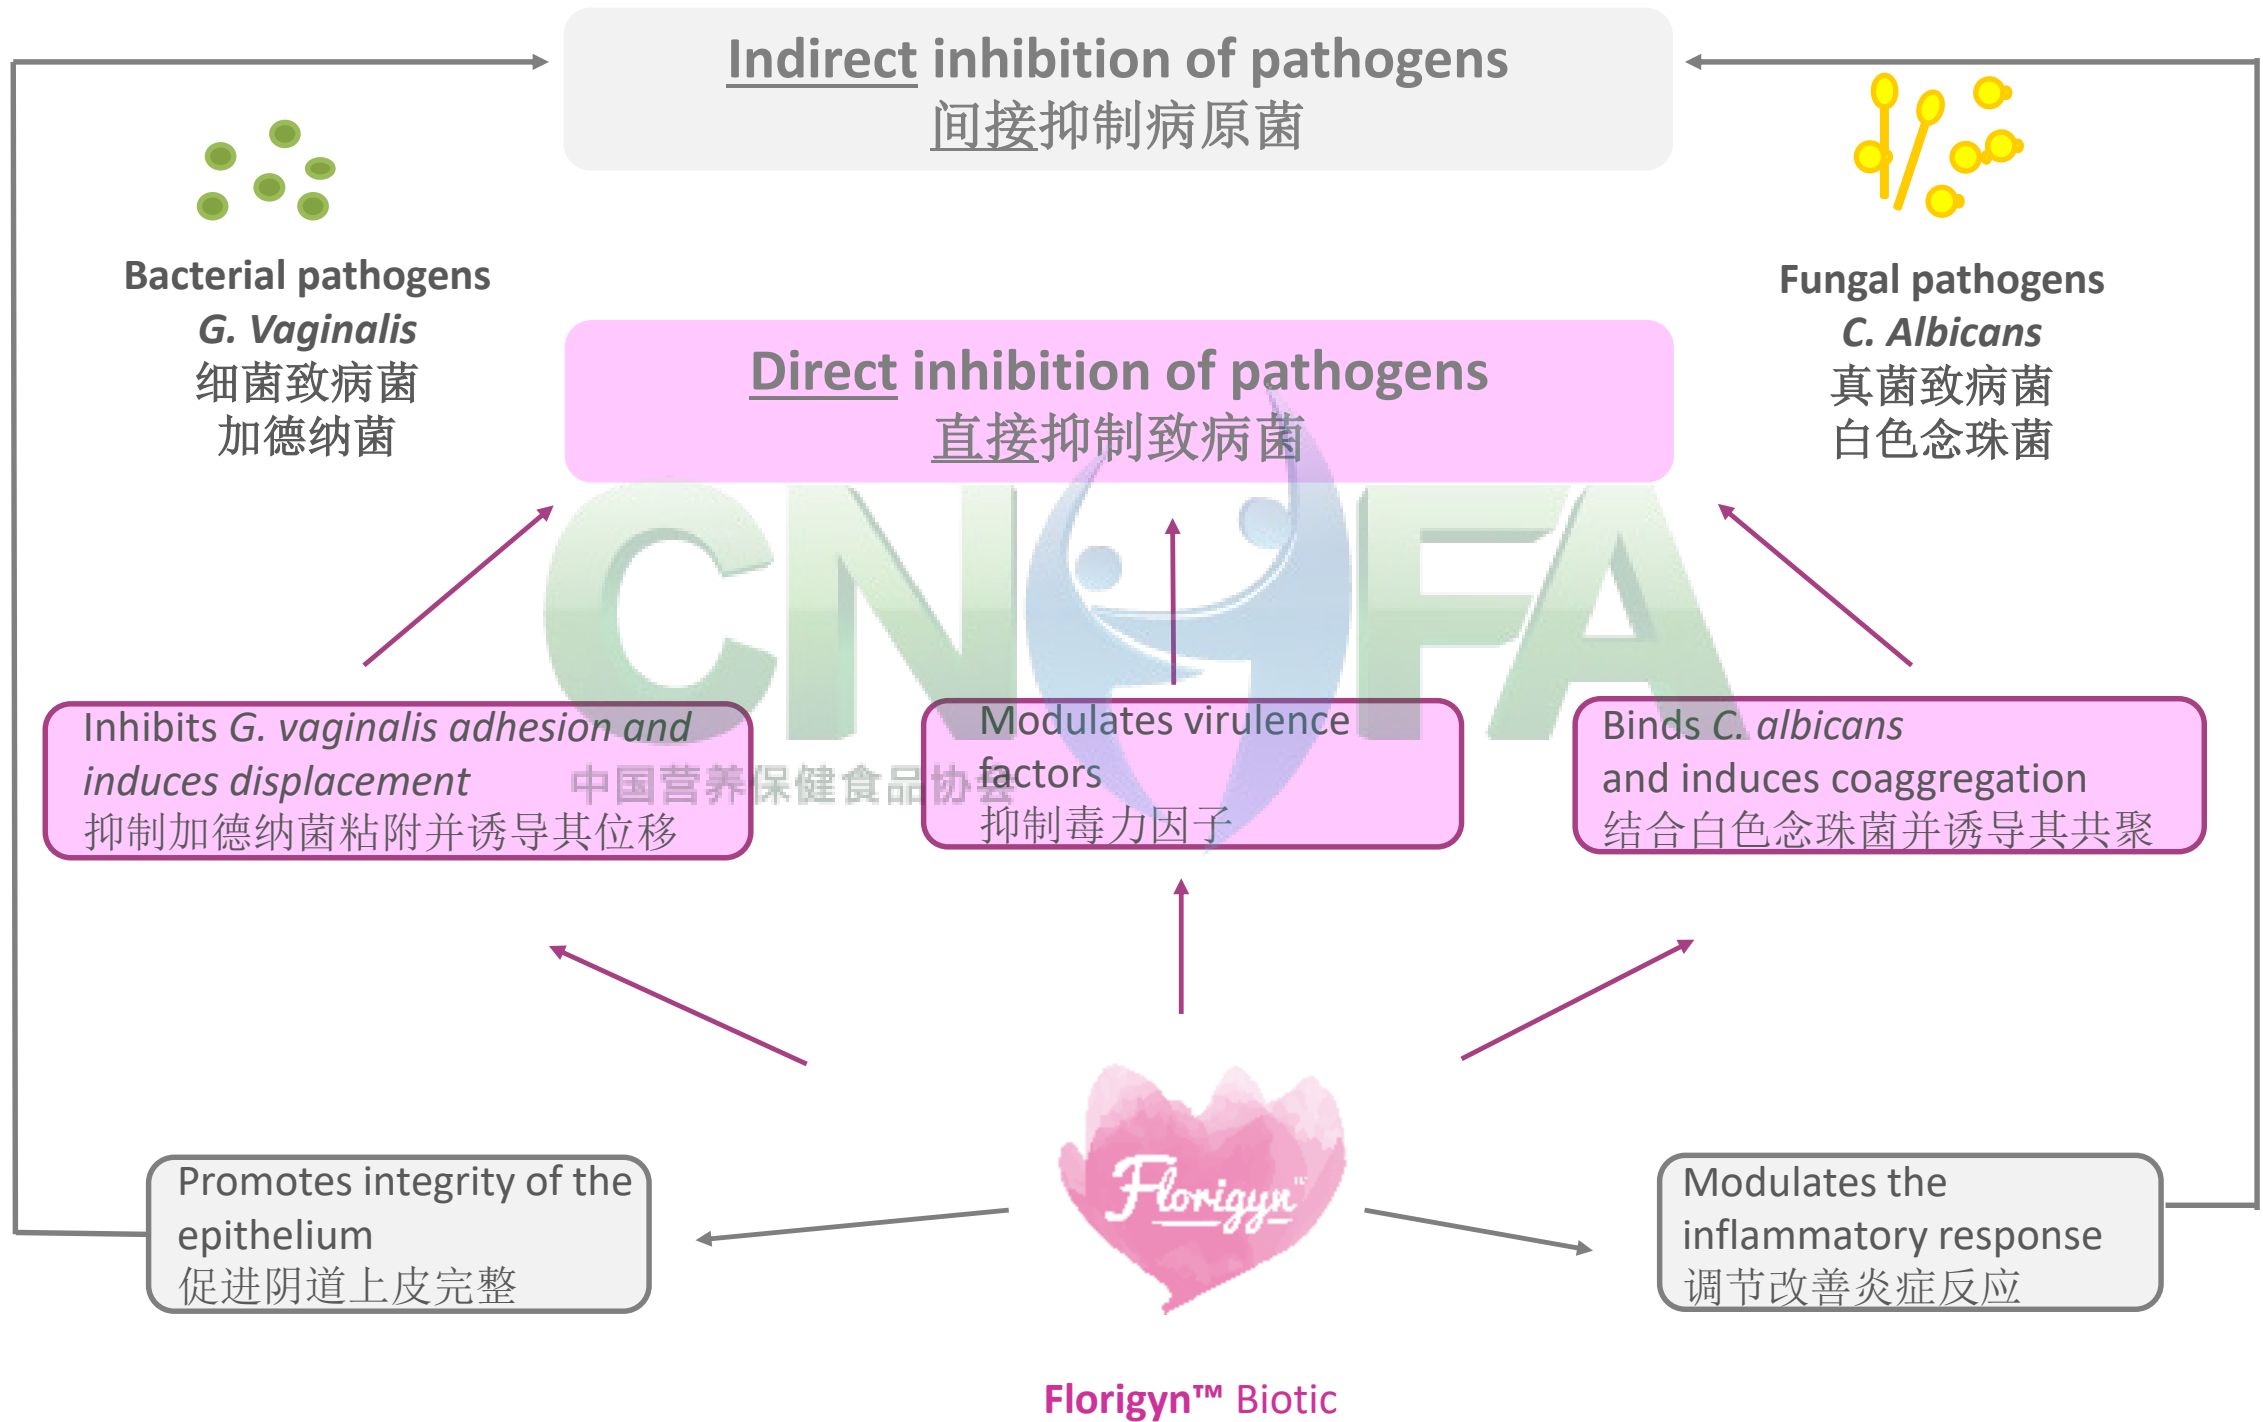 Indirect inhibition of pathogens
间接抑制病原菌
Bacterial pathogens
G. Vaginalis
细菌致病菌
加德纳菌
Fungal pathogens
C. Albicans
真菌致病菌
白色念珠菌
Direct inhibition of pathogens
直接抑制致病菌
CNHFA
中国营养保健食品协会
Inhibits G. vaginalis adhesion and
induces displacement
抑制加德纳菌粘附并诱导其位移
Modulates virulence
factors
抑制毒力因子
Binds C. albicans
and induces coaggregation
结合白色念珠菌并诱导其共聚
Promotes integrity of the
epithelium
促进阴道上皮完整
Florigyn™
Modulates the
inflammatory response
调节改善炎症反应
Florigyn™ Biotic